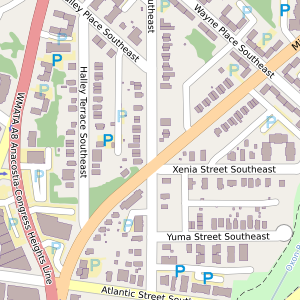 Halley Place Southeast
Southeast
Wayne Place Southeast
Halley Terrace Southeast
WMATA A8 Anacostia Congress Heights Line
Xenia Street Southeast
Yuma Street Southeast
Atlantic Street
P
P
P
P
P
P
P
P
P
P
P